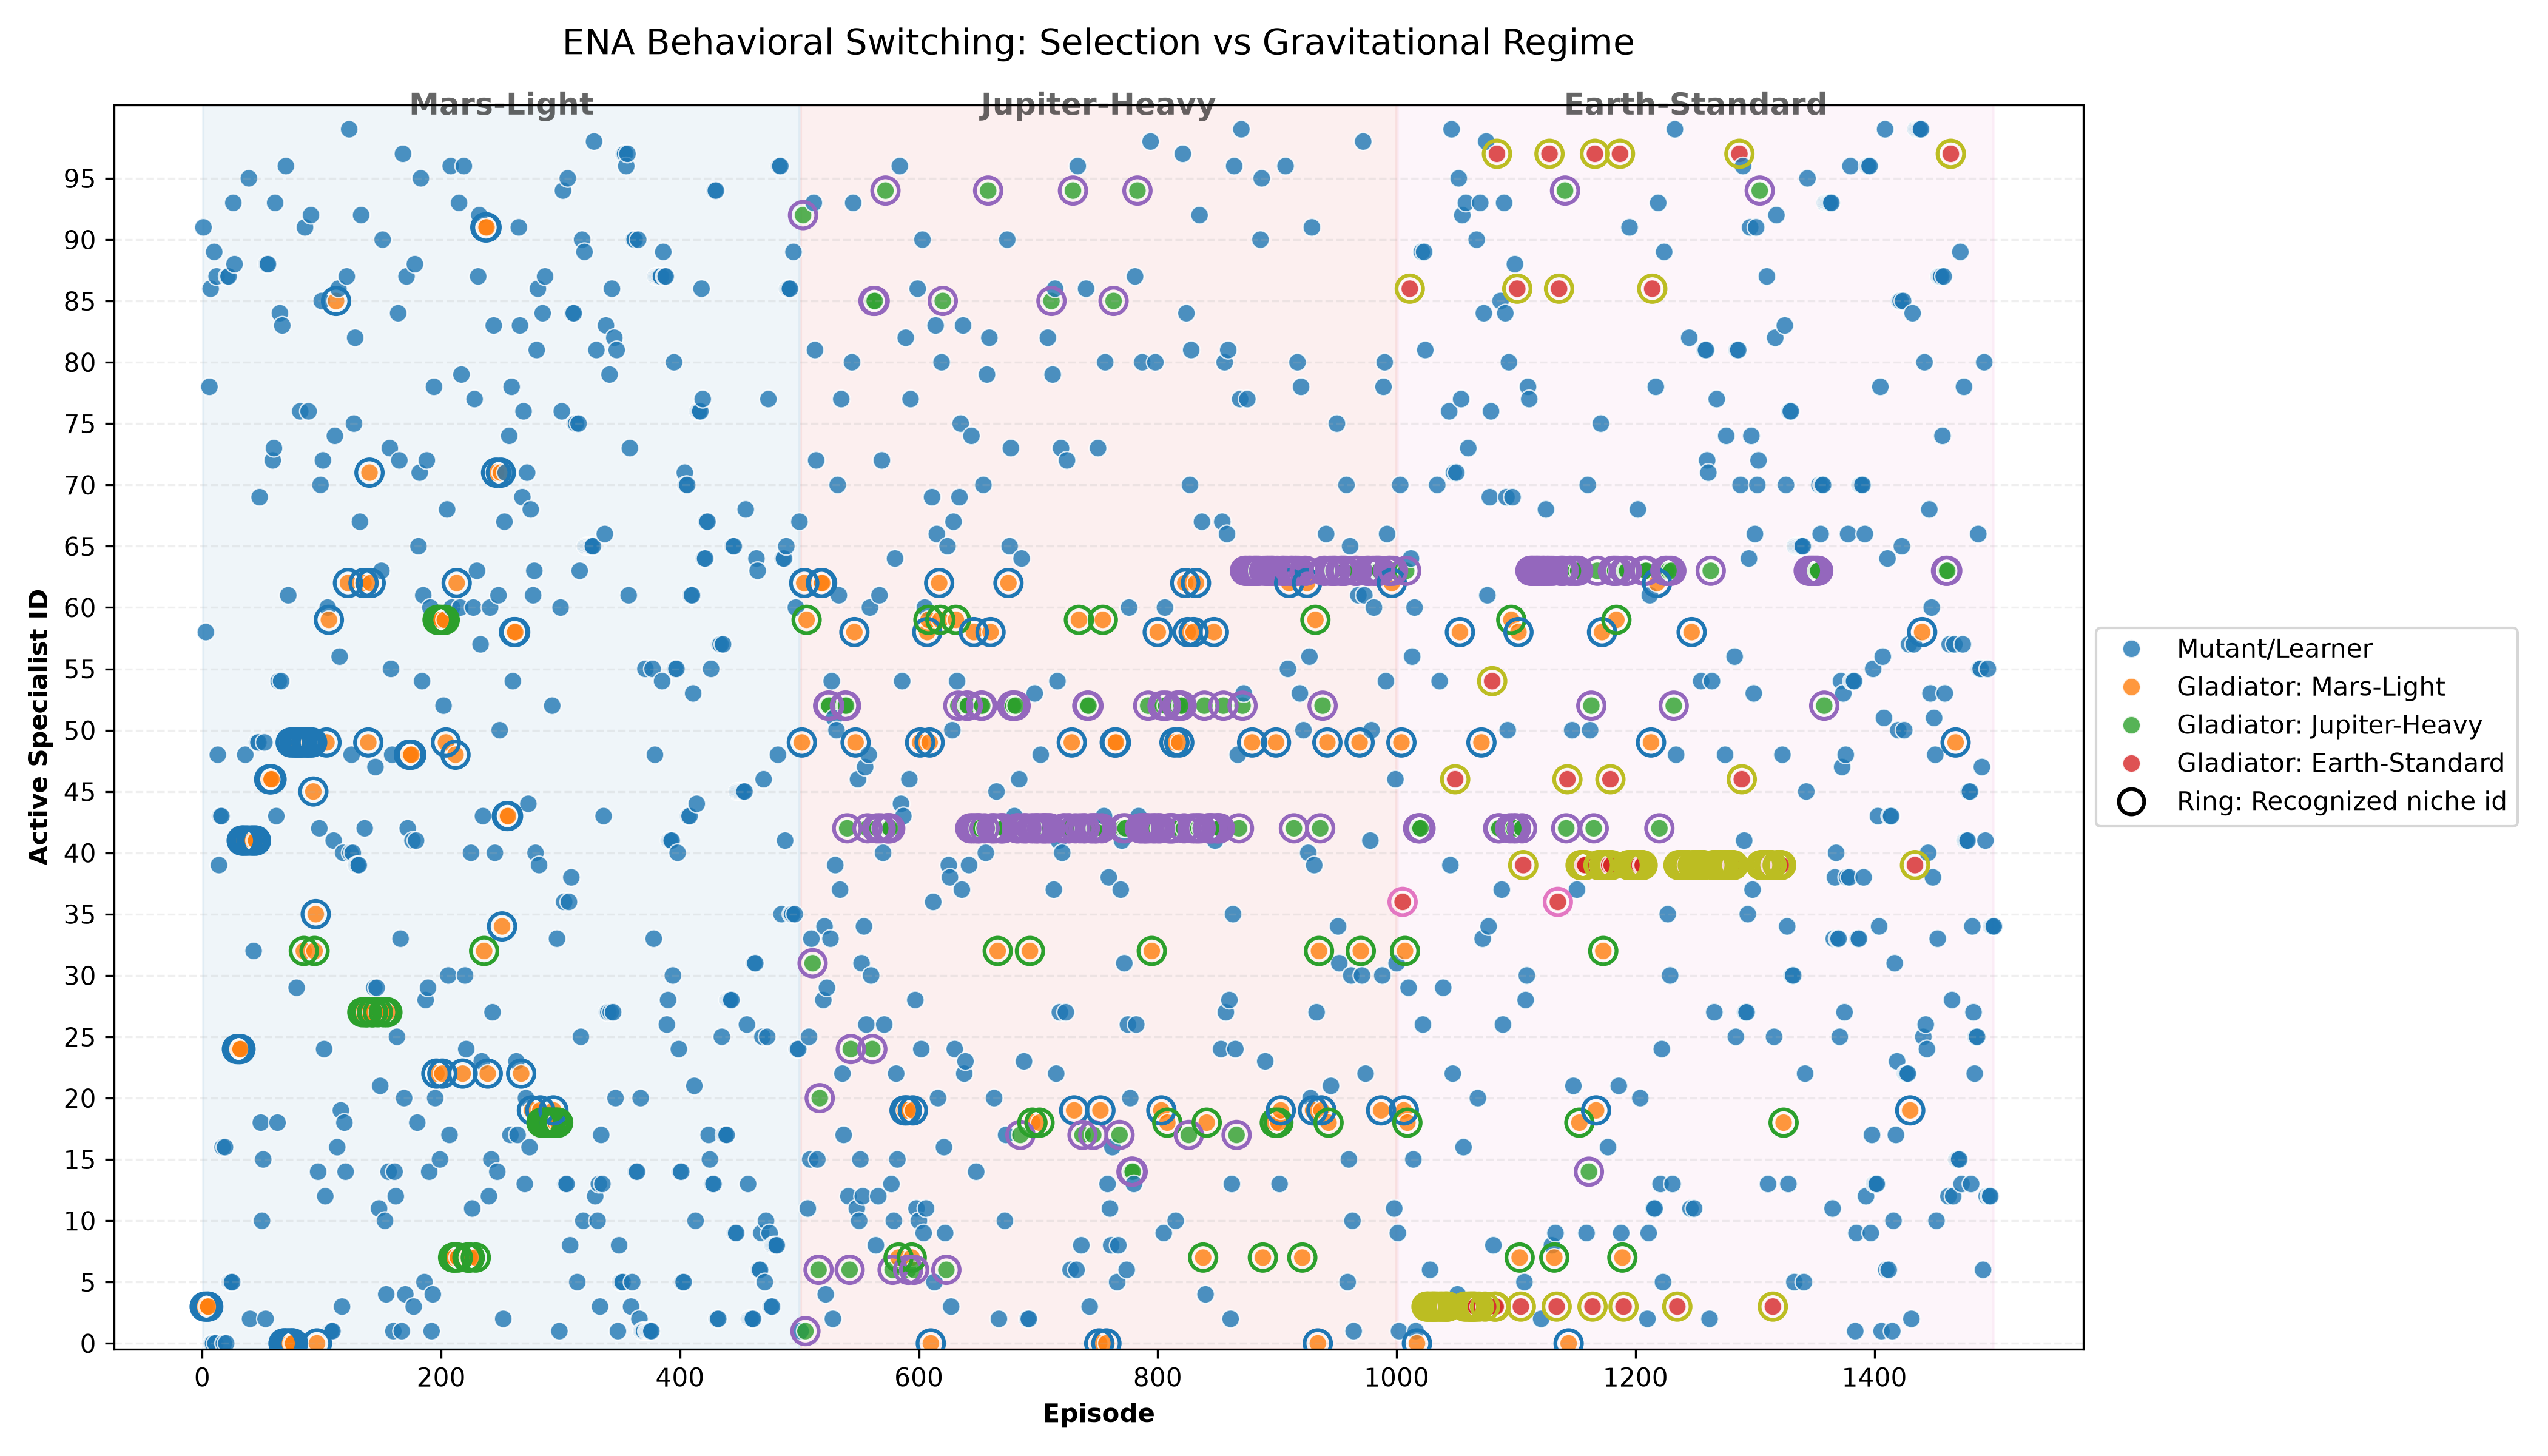 ENA Behavioral Switching: Selection vs Gravitational Regime
Mars-Light
Jupiter-Heavy
Earth-Standard
Active Specialist ID
95
90
85
80
75
70
65
60
55
50
45
40
35
30
25
20
15
10
5
0
0
200
400
600
800
1000
1200
1400
Episode
Mutant/Learner
Gladiator: Mars-Light
Gladiator: Jupiter-Heavy
Gladiator: Earth-Standard
Ring: Recognized niche id